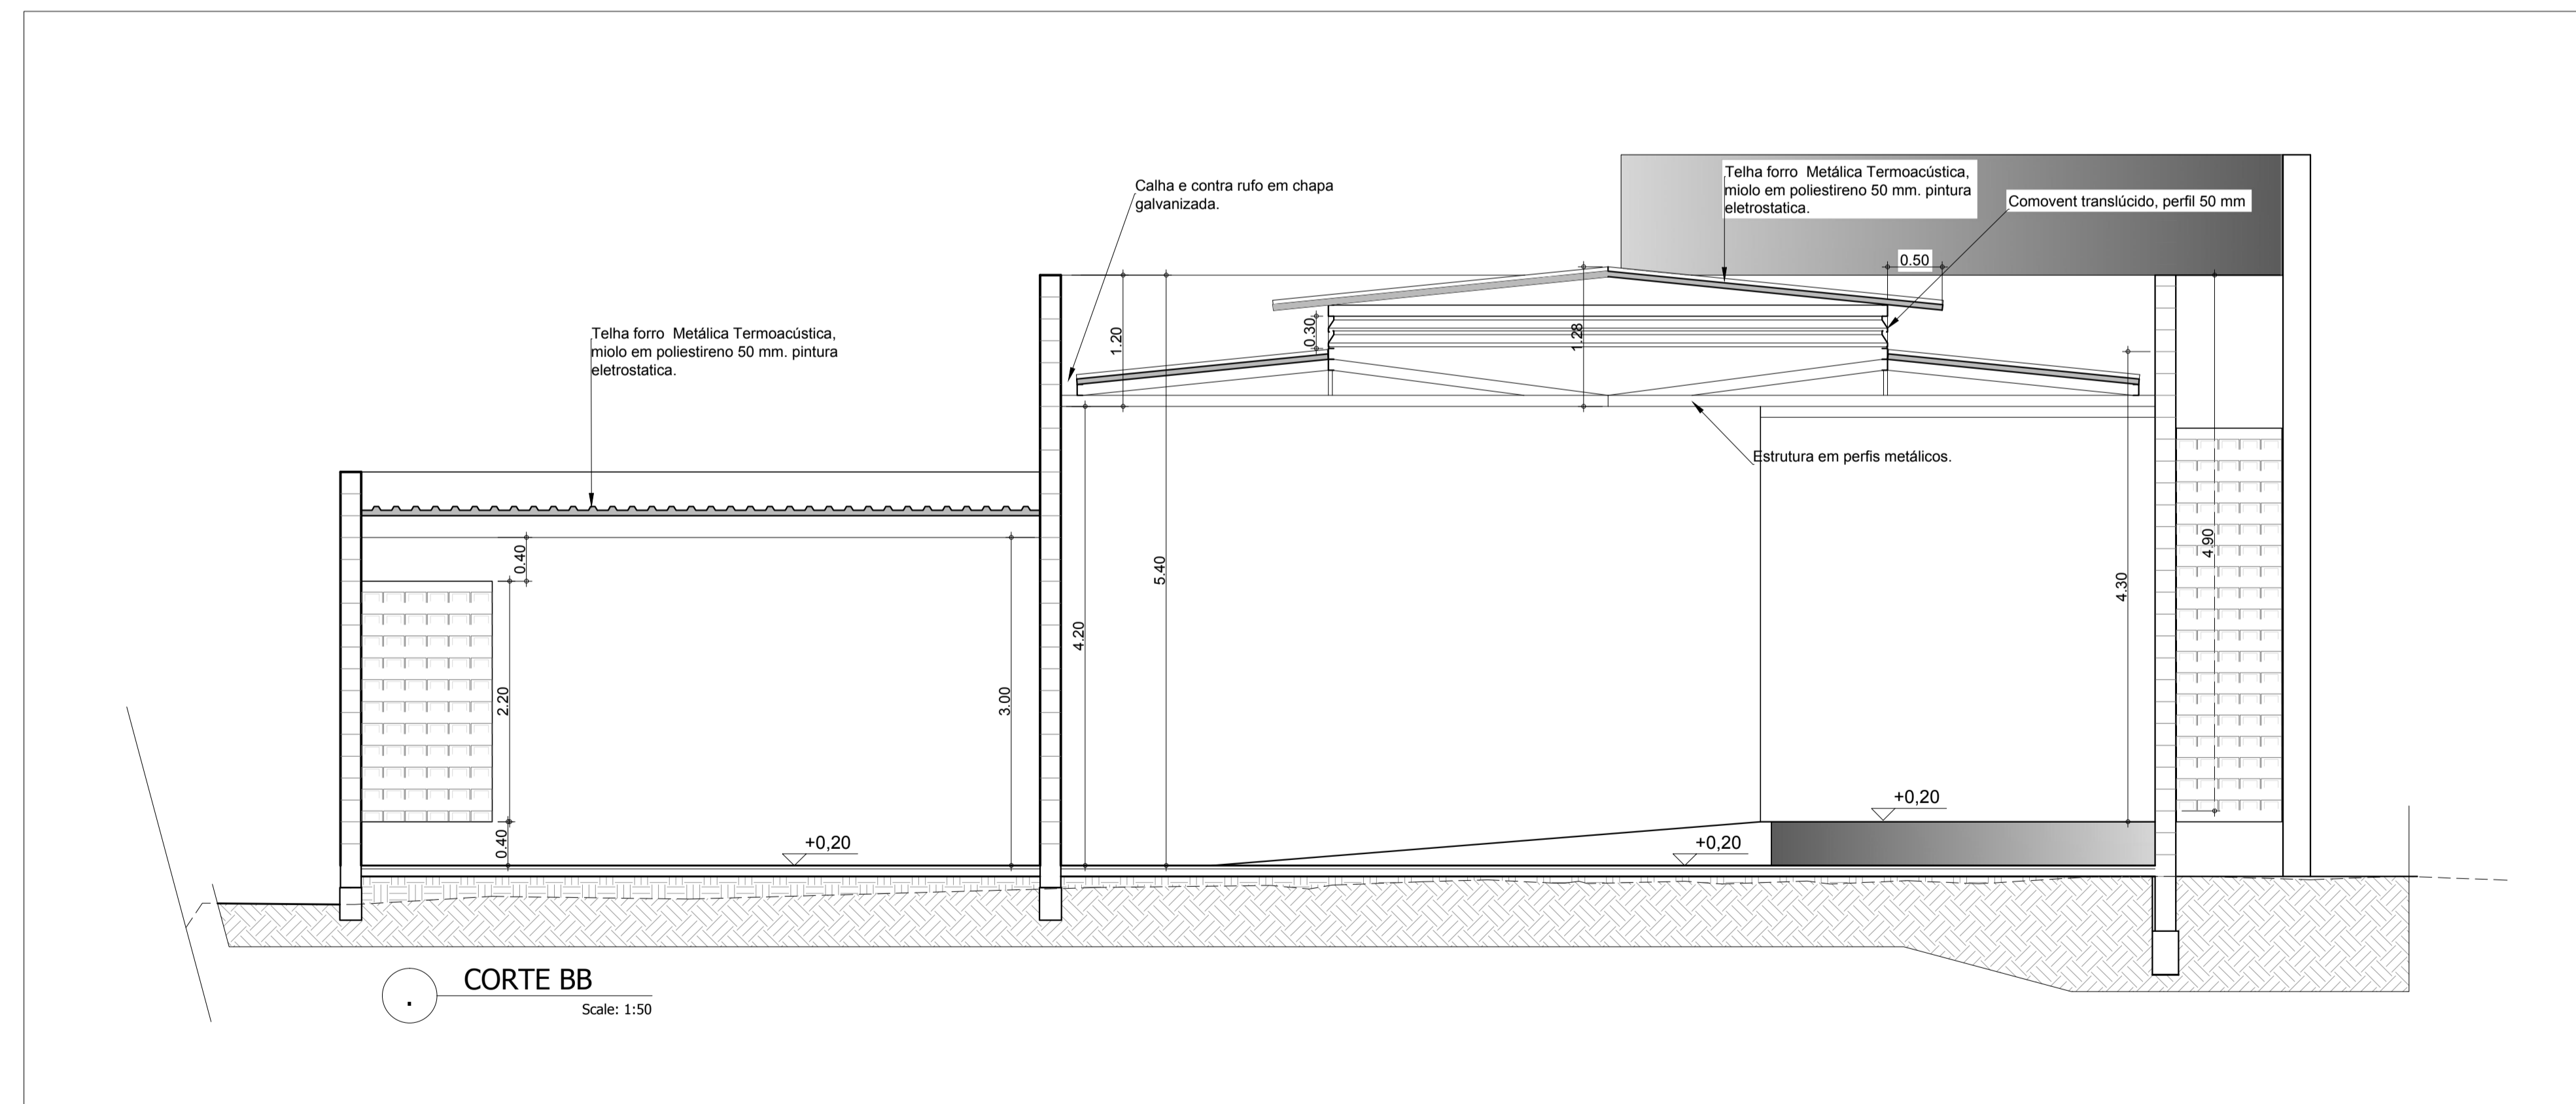 Telha forro  Metálica Termoacústica,
miolo em poliestireno 50 mm. pintura
eletrostatica.
Calha e contra rufo em chapa
galvanizada.
Comovent translúcido, perfil 50 mm
0.50
Telha forro  Metálica Termoacústica,
miolo em poliestireno 50 mm. pintura
eletrostatica.
1.20
0.30
1.28
Estrutura em perfis metálicos.
0.40
5.40
4.90
4.30
4.20
2.20
3.00
+0,20
0.40
+0,20
+0,20
.
CORTE BB
Scale: 1:50